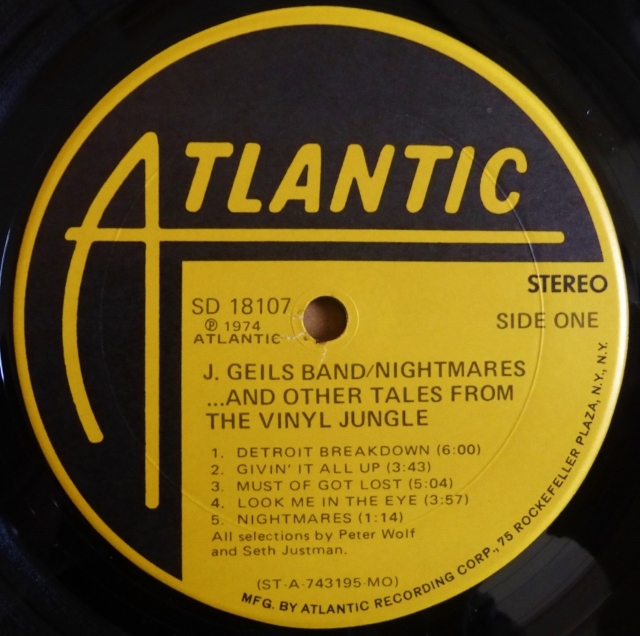 ATLANTIC
STEREO
SD 18107
℗ 1974
ATLANTIC
SIDE ONE
J. GEILS BAND/NIGHTMARES
...AND OTHER TALES FROM
THE VINYL JUNGLE
1. DETROIT BREAKDOWN (6:00)
2. GIVIN' IT ALL UP (3:43)
3. MUST OF GOT LOST (5:04)
4. LOOK ME IN THE EYE (3:57)
5. NIGHTMARES (1:14)
All selections by Peter Wolf
and Seth Justman.
(ST-A-743195-MO)
MFG. BY ATLANTIC RECORDING CORP., 75 ROCKEFELLER PLAZA, N.Y., N.Y.